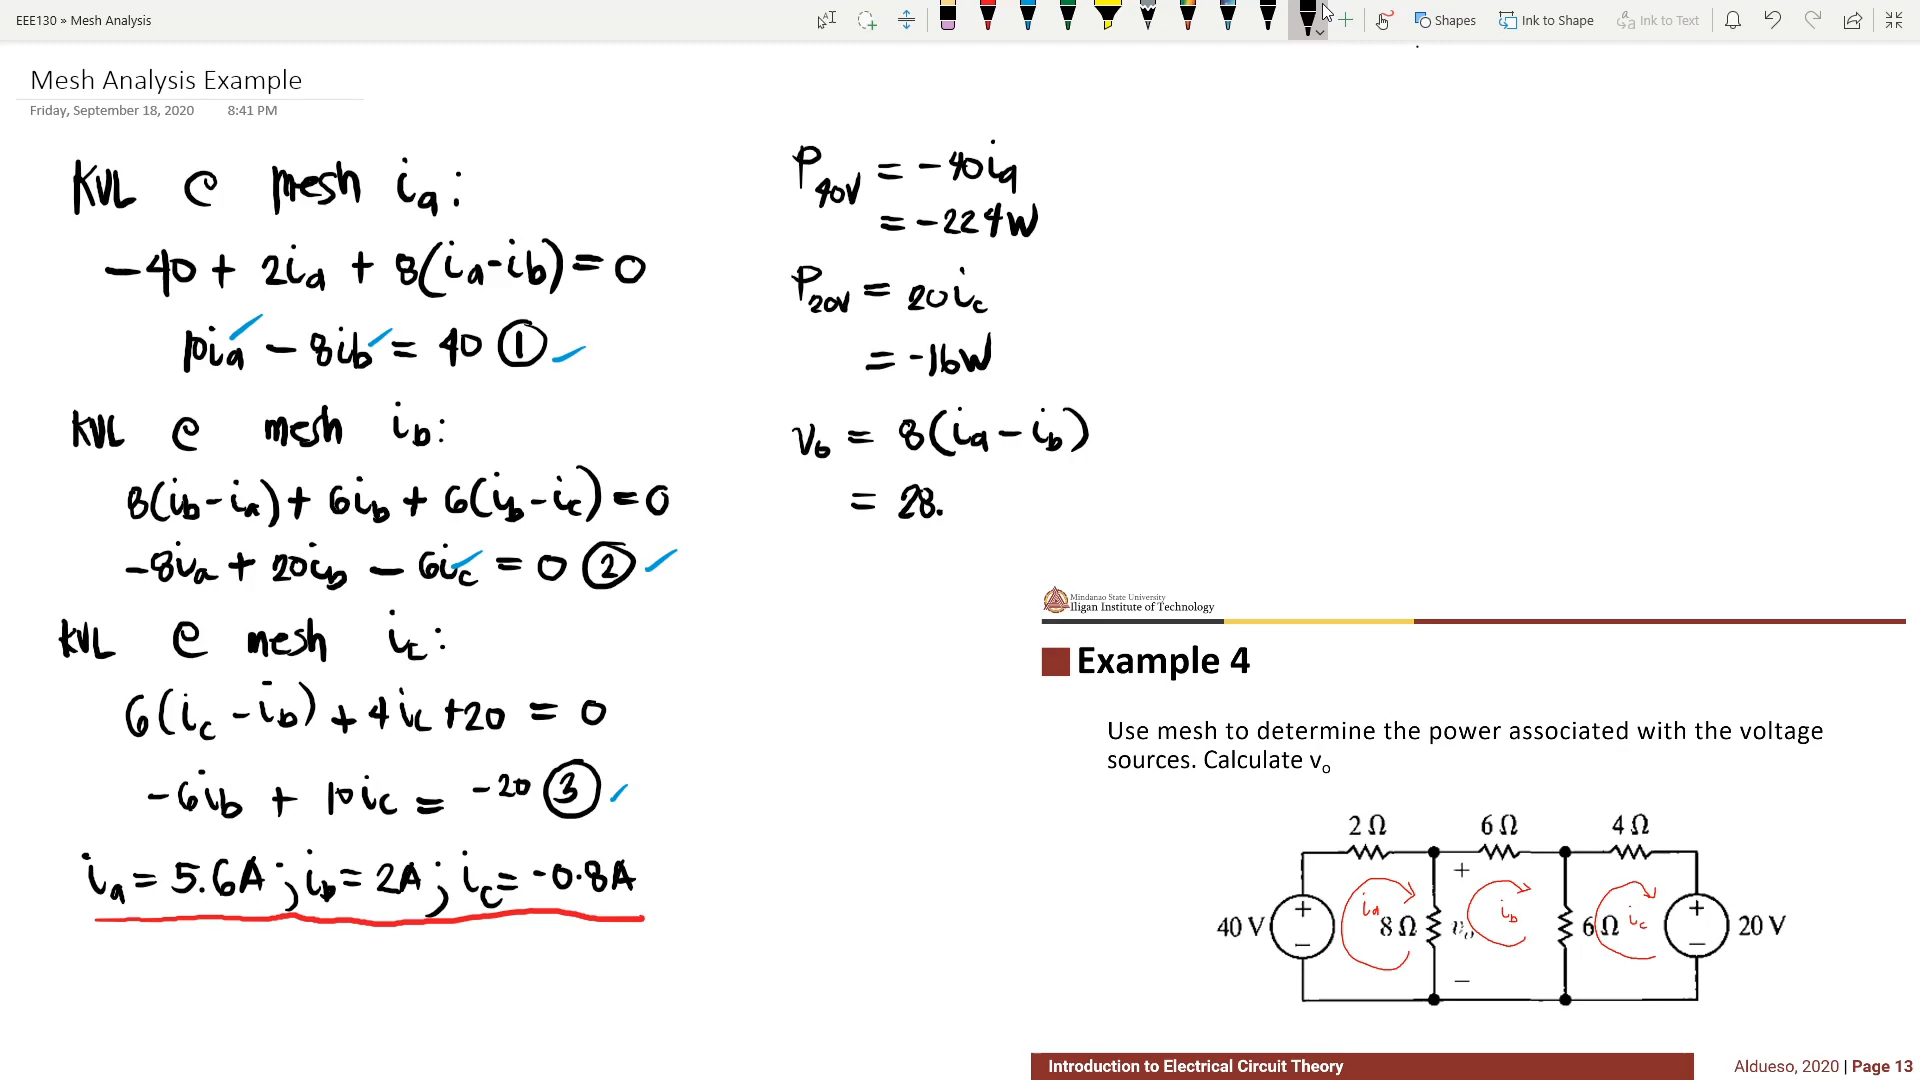 EEE130 » Mesh Analysis
Shapes
Ink to Shape
Ink to Text
Mesh Analysis Example
Friday, September 18, 2020 8:41 PM
KVL @ mesh ia:
-40 + 2ia + 8(ia-ib) = 0
10ia - 8ib = 40 ①
KVL @ mesh ib:
8(ib-ia) + 6ib + 6(ib-ic) = 0
-8ia + 20ib - 6ic = 0 ②
KVL @ mesh ic:
6(ic-ib) + 4ic + 20 = 0
-6ib + 10ic = -20 ③
ia = 5.6A; ib = 2A; ic = -0.8A
P40V = -40ia
= -224W
P20V = 20ic
= -16W
vo = 8(ia-ib)
= 28.
Mindanao State University
Iligan Institute of Technology
Example 4
Use mesh to determine the power associated with the voltage
sources. Calculate vo
2 Ω 6 Ω 4 Ω
+
40 V + − ia 8 Ω vo ib 6 Ω ic + − 20 V
−
Introduction to Electrical Circuit Theory
Aldueso, 2020 | Page 13